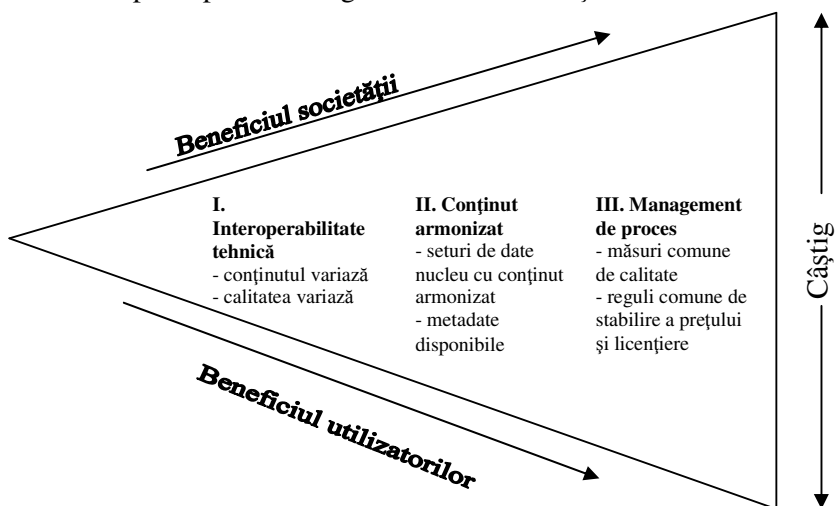 Beneficiul societăţii
I.
Interoperabilitate
tehnică
- conţinutul variază
- calitatea variază
II. Conţinut
armonizat
- seturi de date
nucleu cu conţinut
armonizat
- metadate
disponibile
III. Management
de proces
- măsuri comune
de calitate
- reguli comune de
stabilire a preţului
şi licenţiere
Câştig
Beneficiul utilizatorilor